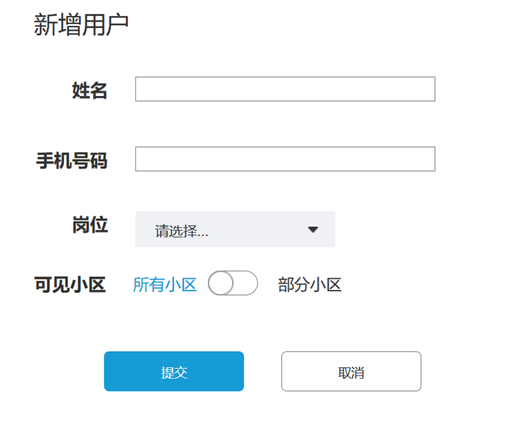 新增用户
姓名
手机号码
岗位 请选择...
可见小区 所有小区 部分小区
提交 取消